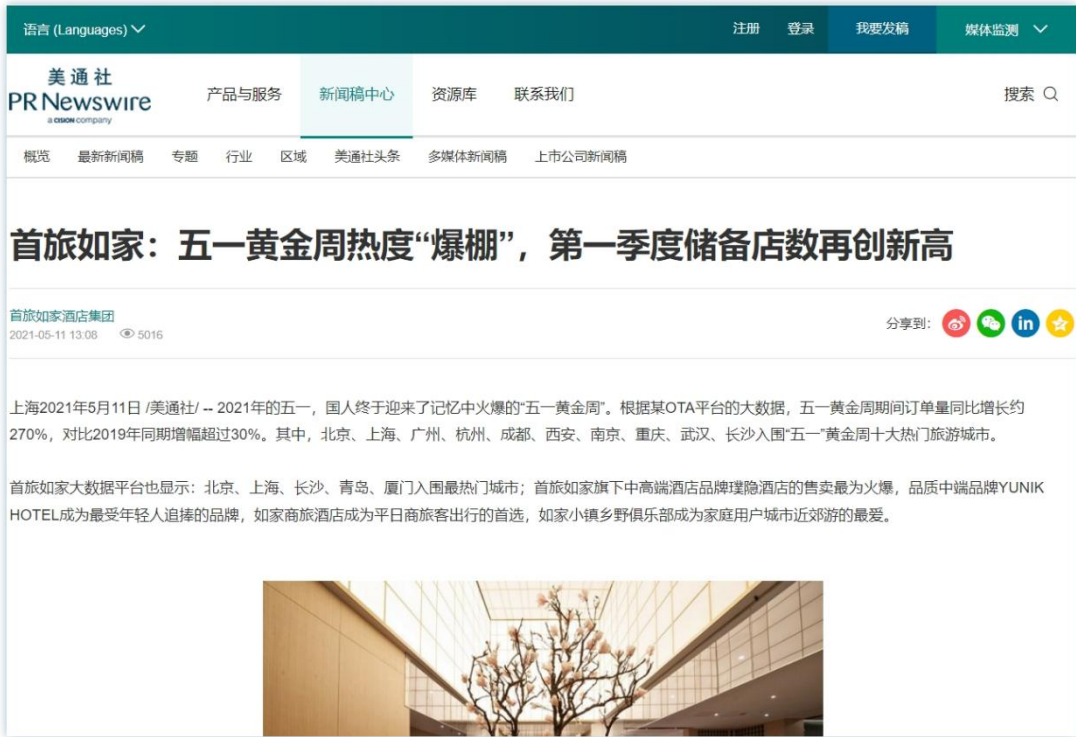 语言 (Languages)
注册 登录 我要发稿 媒体监测
美通社
PR Newswire
a CISION company
产品与服务 新闻稿中心 资源库 联系我们 搜索
概览 最新新闻稿 专题 行业 区域 美通社头条 多媒体新闻稿 上市公司新闻稿
首旅如家：五一黄金周热度“爆棚”，第一季度储备店数再创新高
首旅如家酒店集团
2021-05-11 13:08 5016
分享到：
in
上海2021年5月11日 /美通社/ -- 2021年的五一，国人终于迎来了记忆中火爆的“五一黄金周”。根据某OTA平台的大数据，五一黄金周期间订单量同比增长约
270%，对比2019年同期增幅超过30%。其中，北京、上海、广州、杭州、成都、西安、南京、重庆、武汉、长沙入围“五一”黄金周十大热门旅游城市。
首旅如家大数据平台也显示：北京、上海、长沙、青岛、厦门入围最热门城市；首旅如家旗下中高端酒店品牌璞隐酒店的售卖最为火爆，品质中端品牌YUNIK
HOTEL成为最受年轻人追捧的品牌，如家商旅酒店成为平日商旅客出行的首选，如家小镇乡野俱乐部成为家庭用户城市近郊游的最爱。